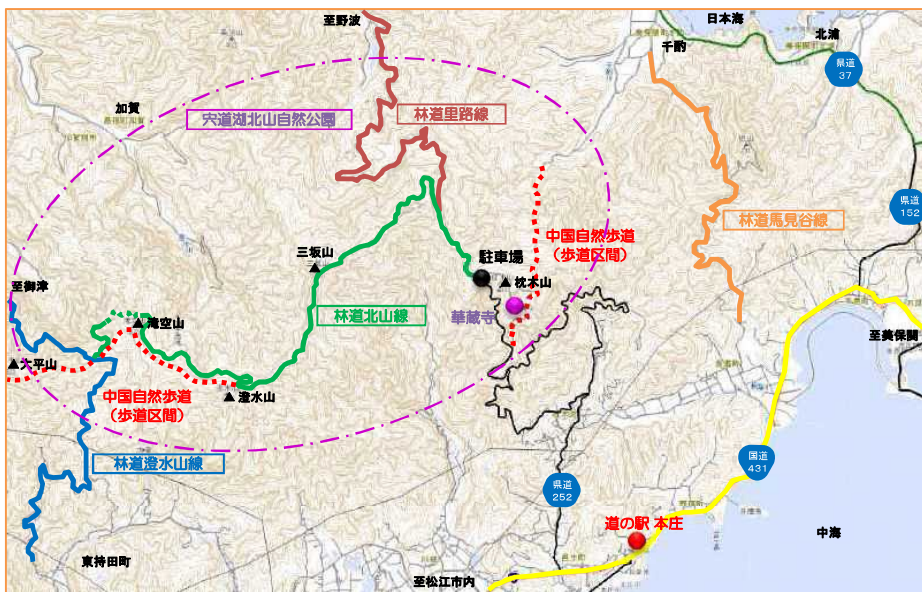 日本海
至野波
北浦
千酌
県道
37
加賀
宍道湖北山自然公園
林道里路線
県道
152
林道馬見谷線
中国自然歩道
(歩道区間)
三坂山
駐車場
枕木山
至御津
華蔵寺
林道北山線
滝空山
至美保関
大平山
中国自然歩道
(歩道区間)
澄水山
林道澄水山線
国道
431
県道
252
道の駅 本庄
中海
東持田町
至松江市内